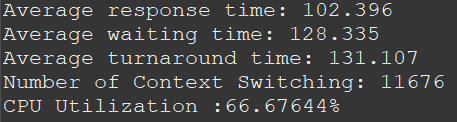 Average response time: 102.396
Average waiting time: 128.335
Average turnaround time: 131.107
Number of Context Switching: 11676
CPU Utilization :66.67644%